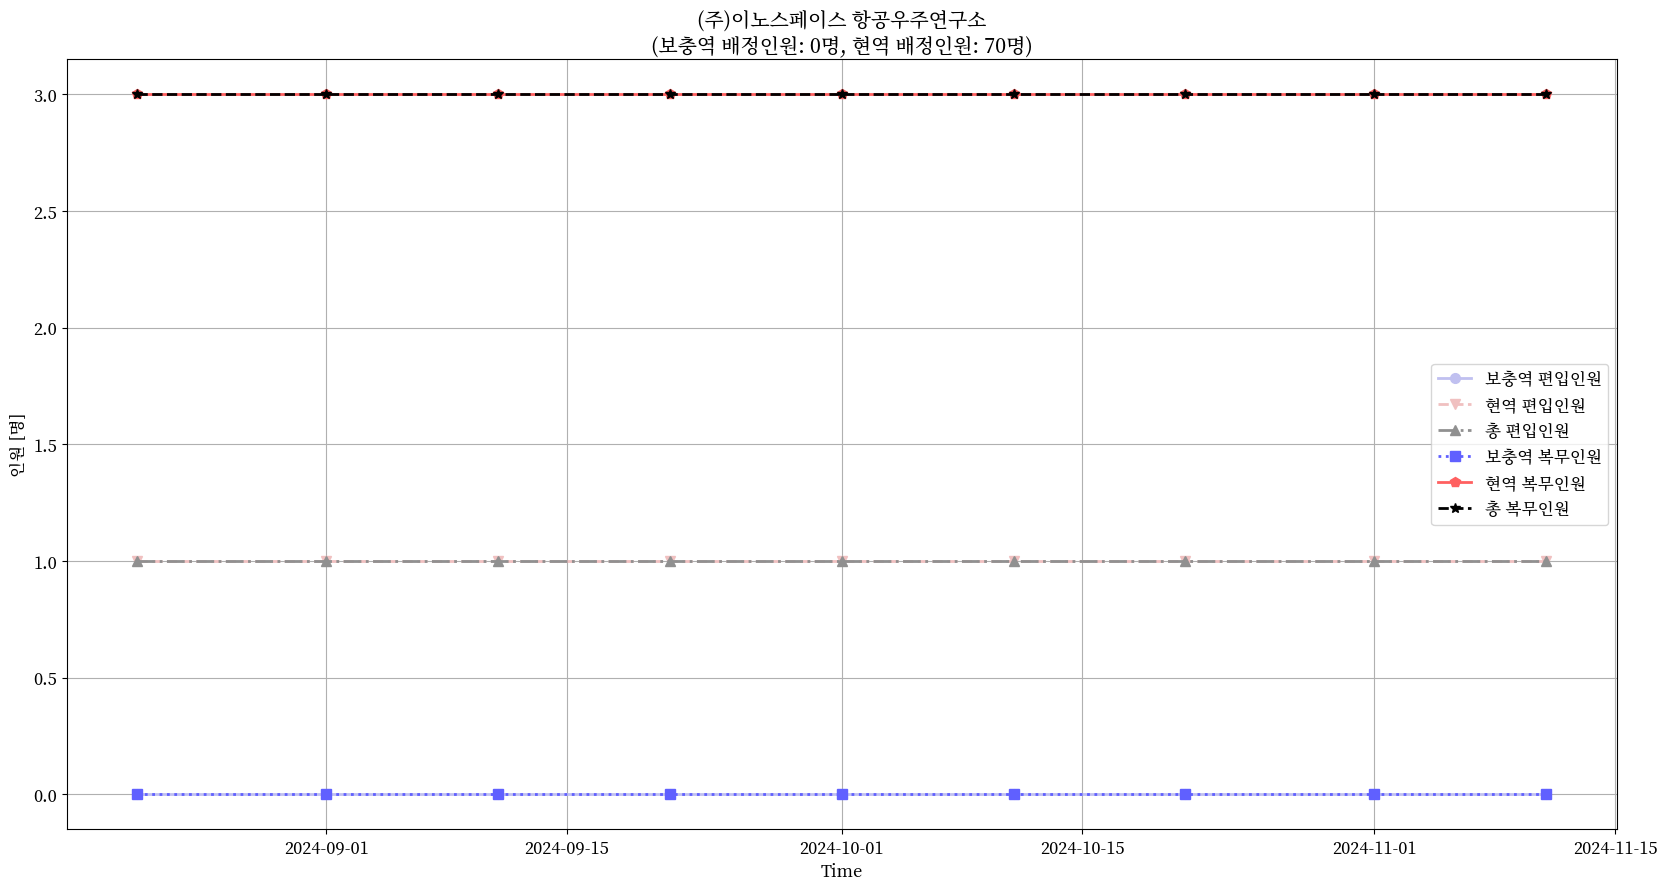 (주)이노스페이스 항공우주연구소
(보충역 배정인원: 0명, 현역 배정인원: 70명)
인원 [명]
3.0
2.5
2.0
1.5
1.0
0.5
0.0
보충역 편입인원
현역 편입인원
총 편입인원
보충역 복무인원
현역 복무인원
총 복무인원
2024-09-01
2024-09-15
2024-10-01
2024-10-15
2024-11-01
2024-11-15
Time